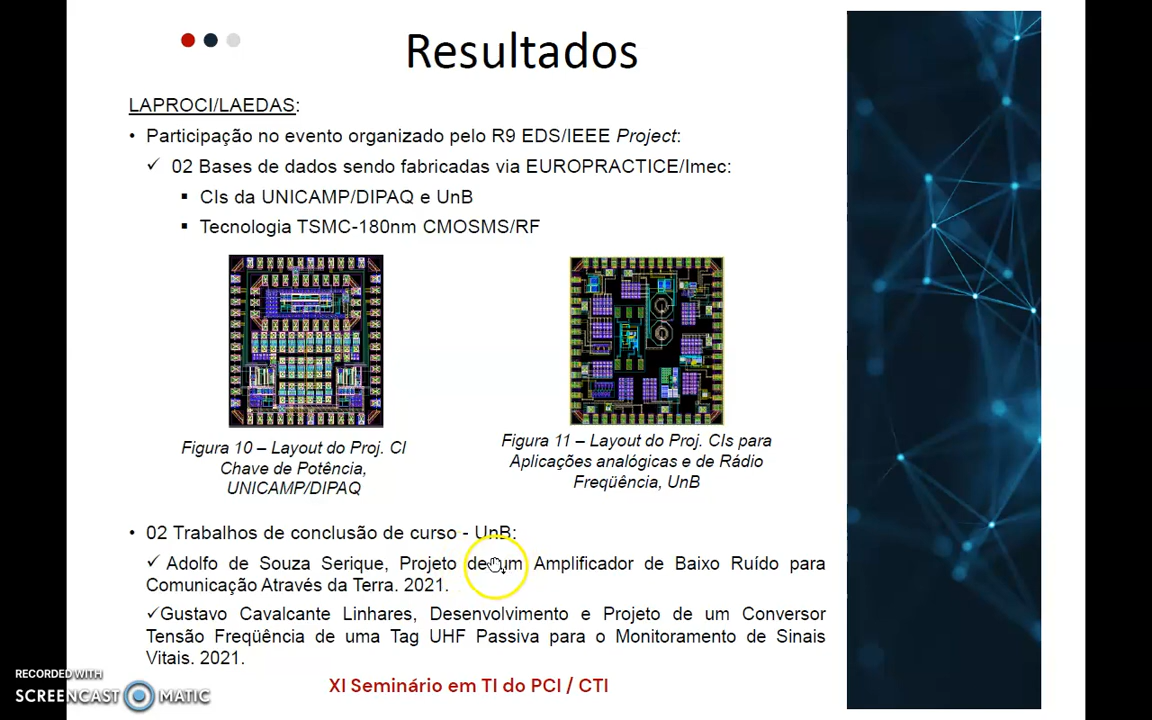 Resultados
LAPROCI/LAEDAS:
• Participação no evento organizado pelo R9 EDS/IEEE Project:
✓ 02 Bases de dados sendo fabricadas via EUROPRACTICE/Imec:
▪ CIs da UNICAMP/DIPAQ e UnB
▪ Tecnologia TSMC-180nm CMOSMS/RF
Figura 10 – Layout do Proj. CI
Chave de Potência,
UNICAMP/DIPAQ
Figura 11 – Layout do Proj. CIs para
Aplicações analógicas e de Rádio
Freqüência, UnB
• 02 Trabalhos de conclusão de curso - UnB:
✓ Adolfo de Souza Serique, Projeto de um Amplificador de Baixo Ruído para
Comunicação Através da Terra. 2021.
✓Gustavo Cavalcante Linhares, Desenvolvimento e Projeto de um Conversor
Tensão Freqüência de uma Tag UHF Passiva para o Monitoramento de Sinais
Vitais. 2021.
XI Seminário em TI do PCI / CTI
RECORDED WITH
SCREENCAST MATIC